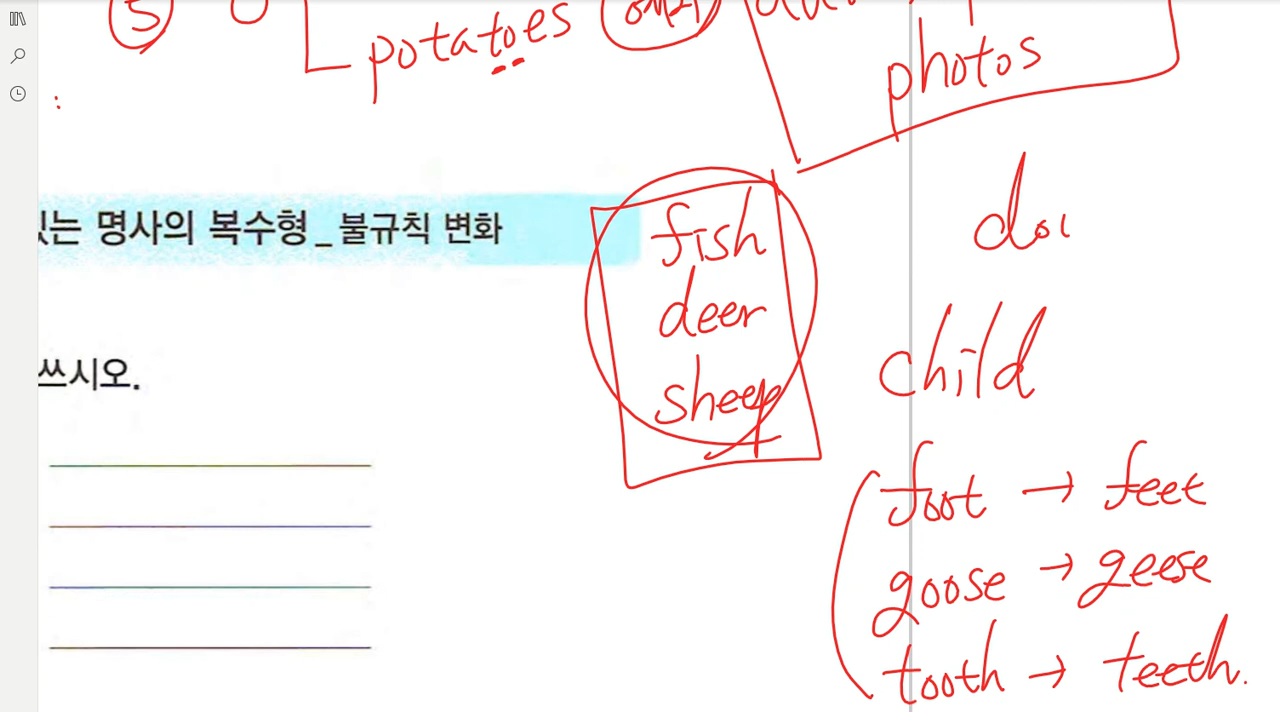 potatoes
photos
있는 명사의 복수형_불규칙 변화
fish
deer
sheep
child
쓰시오.
foot → feet
goose → geese
tooth → teeth.